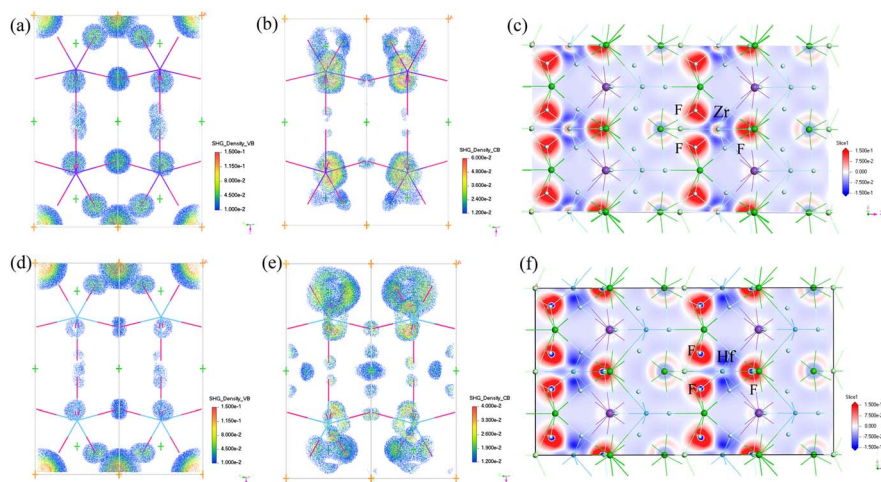 (a)
SHG_Density_VB
1.500e-1
1.150e-1
8.000e-2
4.500e-2
1.000e-2
(b)
SHG_Density_CB
6.000e-2
4.800e-2
3.600e-2
2.400e-2
1.200e-2
(c)
F
Zr
F
F
Slice1
1.500e-1
7.500e-2
0.000
-7.500e-2
-1.500e-1
(d)
SHG_Density_VB
1.500e-1
1.150e-1
8.000e-2
4.500e-2
1.000e-2
(e)
SHG_Density_CB
4.000e-2
3.300e-2
2.600e-2
1.900e-2
1.200e-2
(f)
F
Hf
F
F
Slice1
1.500e-1
7.500e-2
0.000
-7.500e-2
-1.500e-1